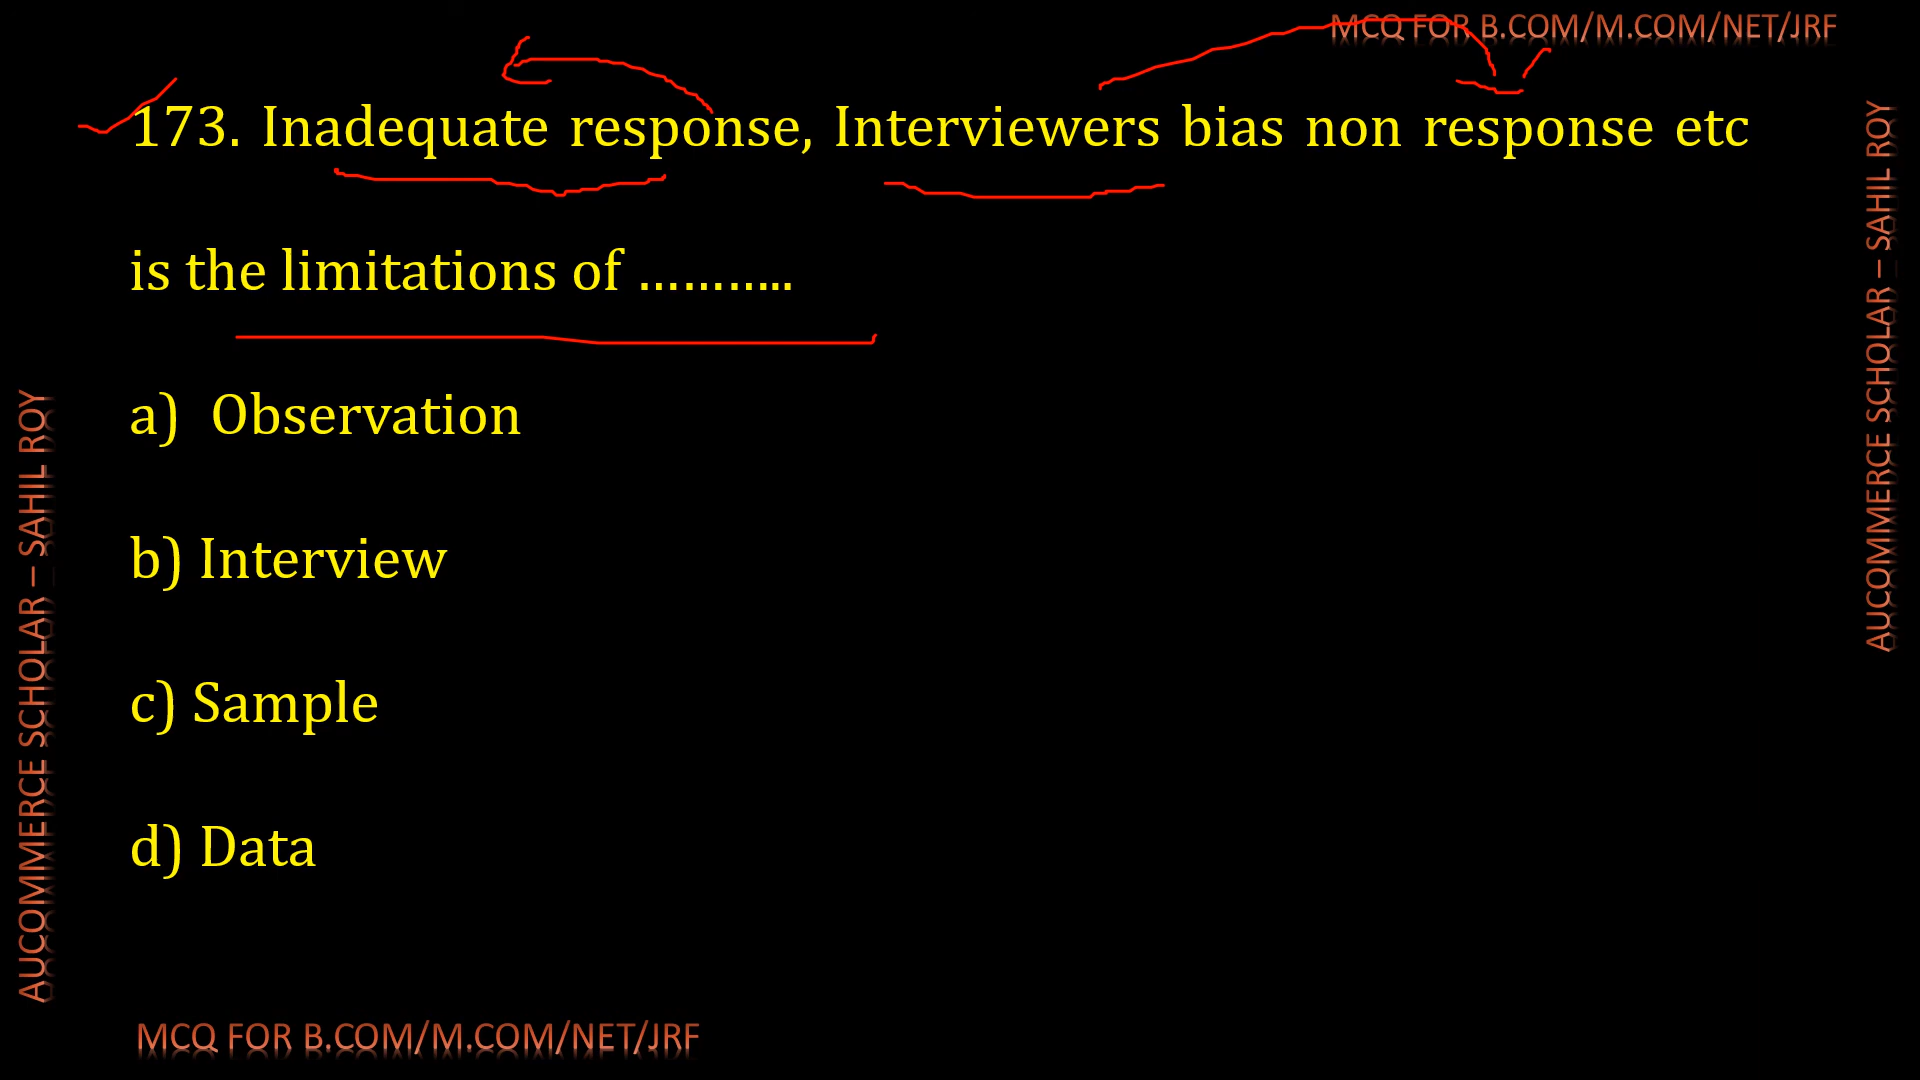 MCQ FOR B.COM/M.COM/NET/JRF
173. Inadequate response, Interviewers bias non response etc
is the limitations of ...........
a) Observation
b) Interview
c) Sample
d) Data
AUCOMMERCE SCHOLAR – SAHIL ROY
AUCOMMERCE SCHOLAR – SAHIL ROY
MCQ FOR B.COM/M.COM/NET/JRF